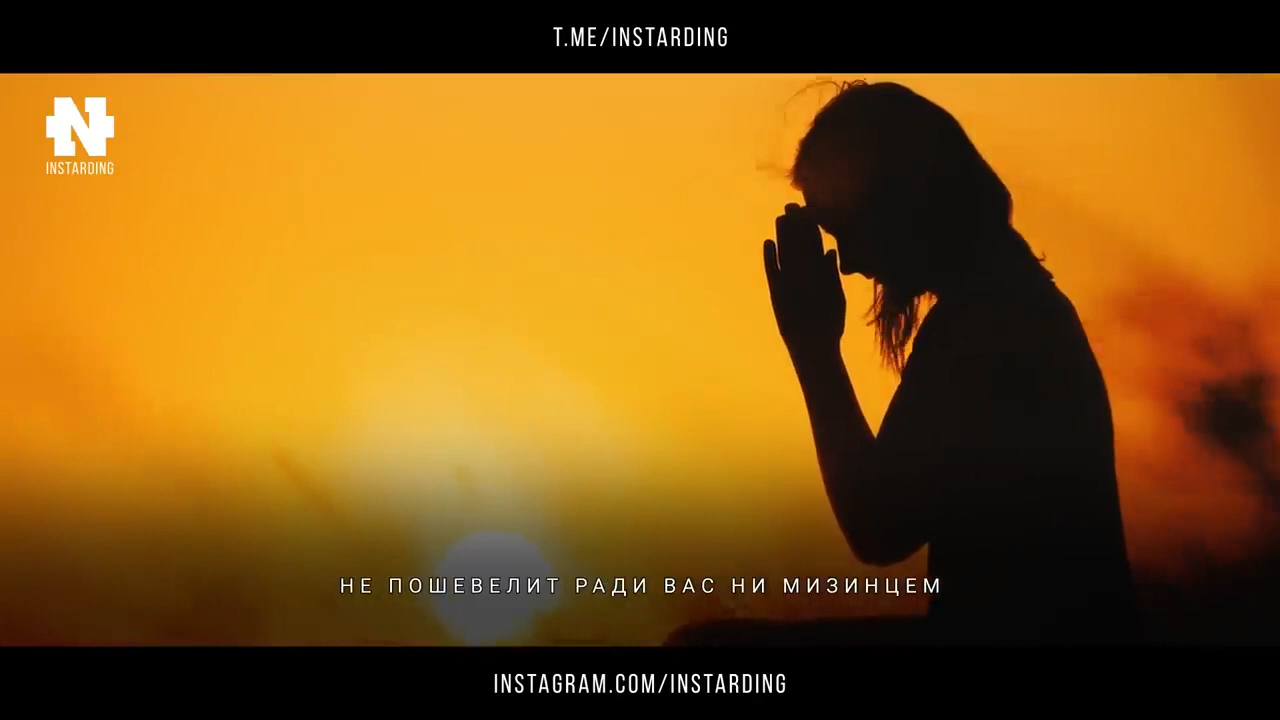 T.ME/INSTARDING
N
INSTARDING
НЕ ПОШЕВЕЛИТ РАДИ ВАС НИ МИЗИНЦЕМ
INSTAGRAM.COM/INSTARDING